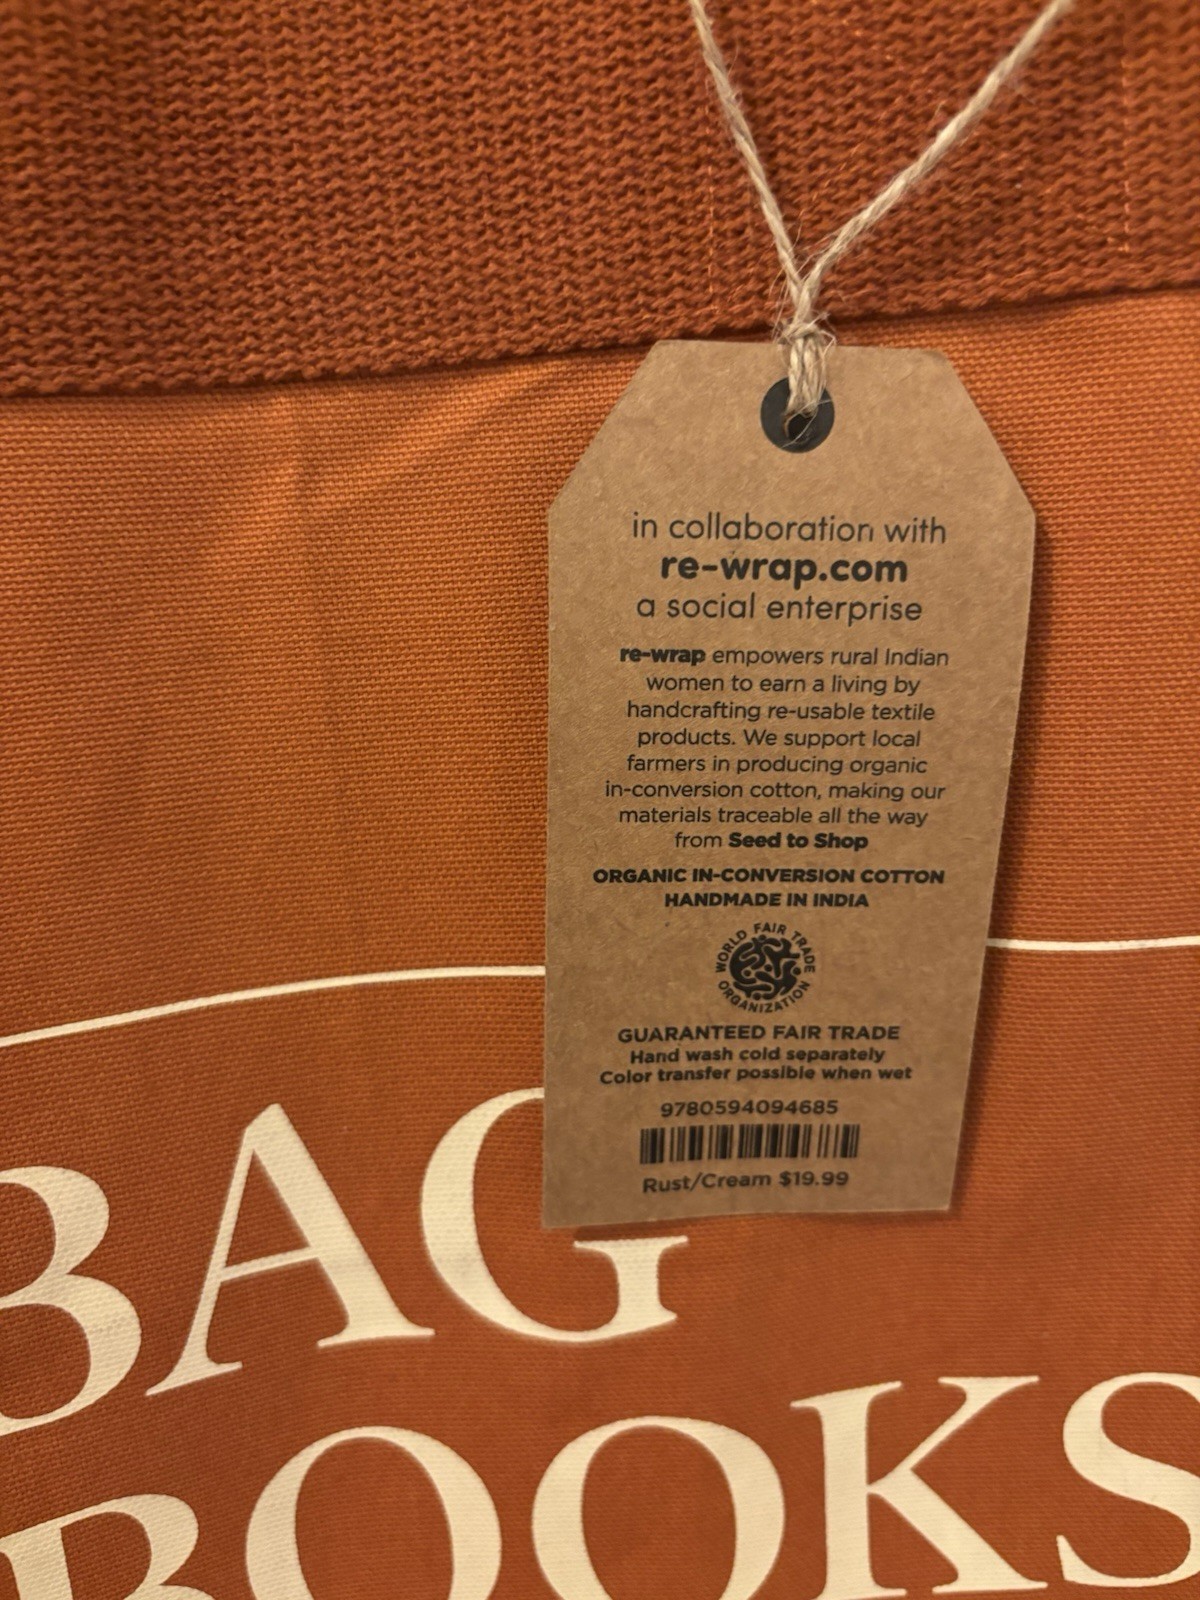 in collaboration with
re-wrap.com
a social enterprise
re-wrap empowers rural Indian
women to earn a living by
handcrafting re-usable textile
products. We support local
farmers in producing organic
in-conversion cotton, making our
materials traceable all the way
from Seed to Shop
ORGANIC IN-CONVERSION COTTON
HANDMADE IN INDIA
WORLD FAIR TRADE
ORGANIZATION
GUARANTEED FAIR TRADE
Hand wash cold separately
Color transfer possible when wet
9780594094685
Rust/Cream $19.99
BAG
BOOKS